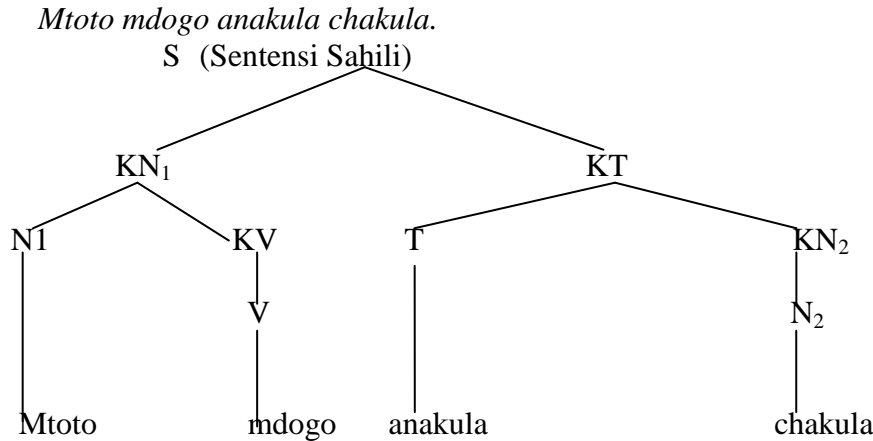 Mtoto mdogo anakula chakula.
S (Sentensi Sahili)
KN₁ KT
N1 KV T KN₂
V N₂
Mtoto mdogo anakula chakula